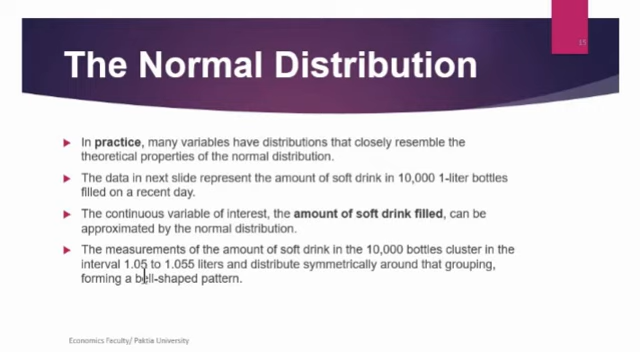 15
The Normal Distribution
In practice, many variables have distributions that closely resemble the
theoretical properties of the normal distribution.
The data in next slide represent the amount of soft drink in 10,000 1-liter bottles
filled on a recent day.
The continuous variable of interest, the amount of soft drink filled, can be
approximated by the normal distribution.
The measurements of the amount of soft drink in the 10,000 bottles cluster in the
interval 1.05 to 1.055 liters and distribute symmetrically around that grouping,
forming a bell-shaped pattern.
Economics Faculty/ Paktia University